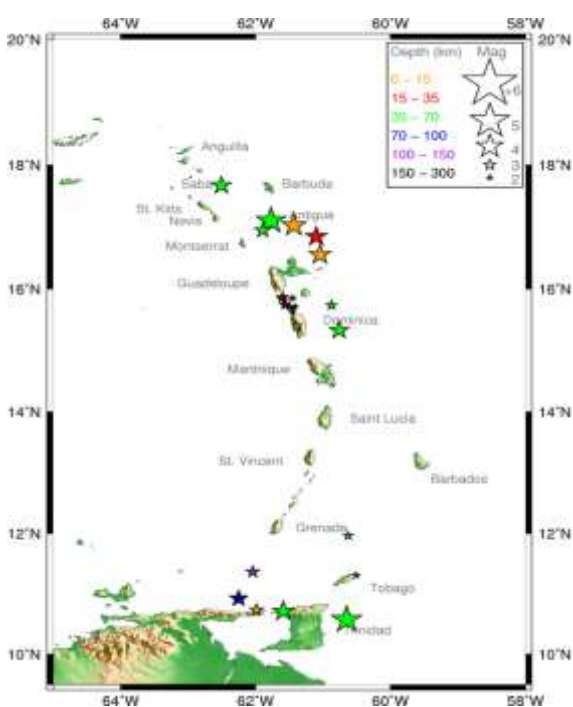 64°W 62°W 60°W 58°W
20°N 20°N
Depth (km) Mag
0 – 15
+6
15 – 35
35 – 70
5
70 – 100
4
100 – 150
3
150 – 300
2
Anguilla
18°N 18°N
Saba
Barbuda
St. Kitts
Nevis
Antigua
Montserrat
Guadeloupe
16°N 16°N
Dominica
Martinique
14°N 14°N
Saint Lucia
St. Vincent
Barbados
Grenada
12°N 12°N
Tobago
Trinidad
10°N 10°N
64°W 62°W 60°W 58°W